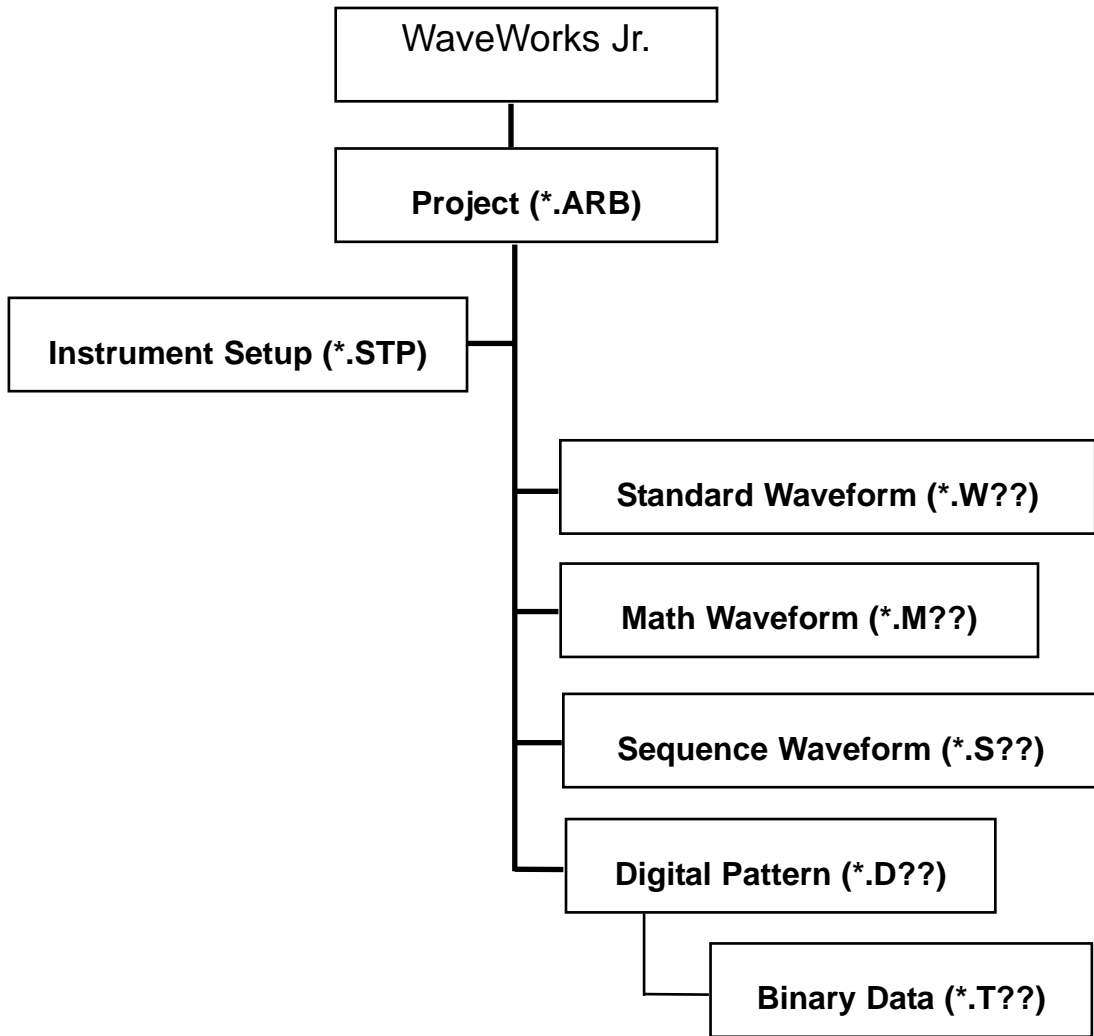 WaveWorks Jr.
Project (*.ARB)
Instrument Setup (*.STP)
Standard Waveform (*.W??)
Math Waveform (*.M??)
Sequence Waveform (*.S??)
Digital Pattern (*.D??)
Binary Data (*.T??)